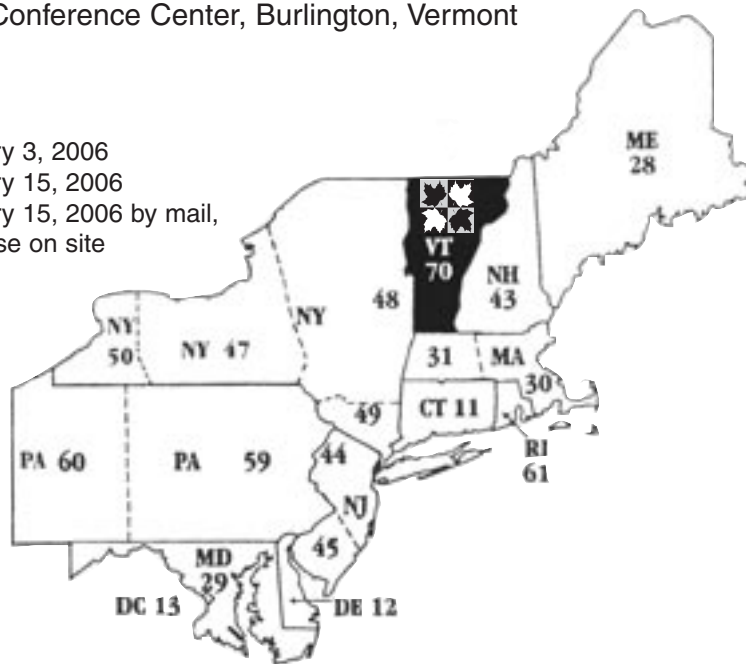 Conference Center, Burlington, Vermont
ry 3, 2006
ry 15, 2006
ry 15, 2006 by mail,
se on site
ME
28
VT
70
NH
43
48
NY
NY
50
NY 47
31
MA
30
49
CT 11
RI
61
PA 60
PA 59
44
NJ
45
MD
29
DC 13
DE 12